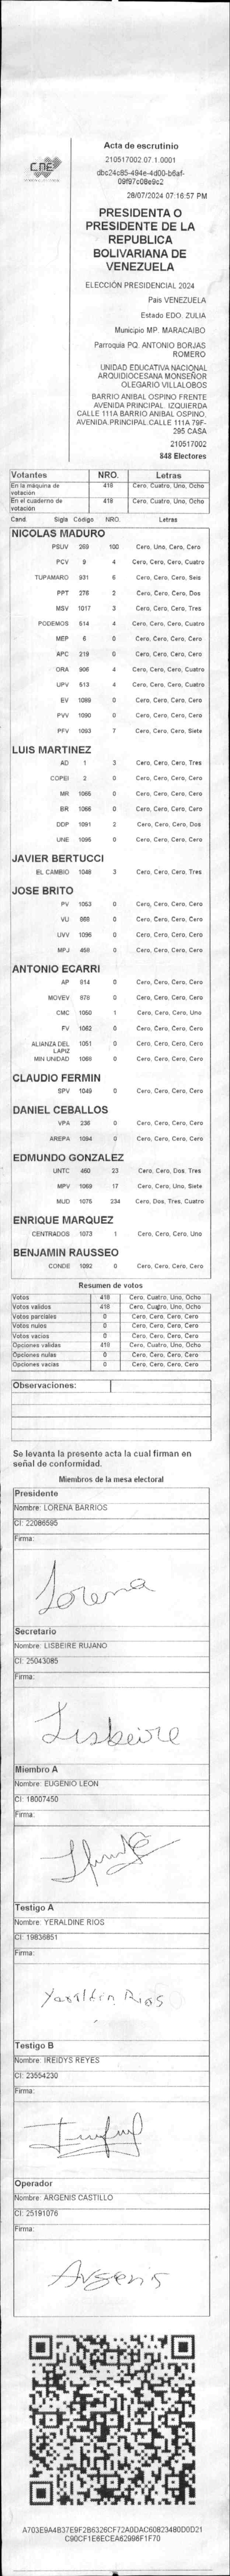 CNE
Acta de escrutinio
210517002.07.1.0001
28/07/2024 07:16:57 PM
PRESIDENTA O
PRESIDENTE DE LA
REPUBLICA
BOLIVARIANA DE
VENEZUELA
ELECCIÓN PRESIDENCIAL 2024
Pais VENEZUELA
Estado EDO. ZULIA
Municipio MP. MARACAIBO
Parroquia PQ. ANTONIO BORJAS
ROMERO
UNIDAD EDUCATIVA NACIONAL
ARQUIDIOCESANA MONSEÑOR
OLEGARIO VILLALOBOS
BARRIO ANIBAL OSPINO FRENTE
AVENIDA PRINCIPAL. IZQUIERDA
CALLE 111A BARRIO ANIBAL OSPINO.
AVENIDA.PRINCIPAL.CALLE 111A 79F-
295 CASA
210517002
848 Electores
Votantes NRO. Letras
En la máquina de votación 418 Cero, Cuatro, Uno, Ocho
En el cuaderno de votación 418 Cero, Cuatro, Uno, Ocho
Cand Sigla Código NRO. Letras
NICOLAS MADURO
PSUV 269 100 Cero, Uno, Cero, Cero
PCV 9 4 Cero, Cero, Cero, Cuatro
TUPAMARO 931 6 Cero, Cero, Cero, Seis
PPT 276 2 Cero, Cero, Cero, Dos
MSV 1017 3 Cero, Cero, Cero, Tres
PODEMOS 514 4 Cero, Cero, Cero, Cuatro
MEP 6 0 Cero, Cero, Cero, Cero
APC 219 0 Cero, Cero, Cero, Cero
ORA 906 4 Cero, Cero, Cero, Cuatro
UPV 513 4 Cero, Cero, Cero, Cuatro
EV 1089 0 Cero, Cero, Cero, Cero
PVV 1090 0 Cero, Cero, Cero, Cero
PFV 1093 7 Cero, Cero, Cero, Siete
LUIS MARTINEZ
AD 1 3 Cero, Cero, Cero, Tres
COPEI 2 0 Cero, Cero, Cero, Cero
MR 1065 0 Cero, Cero, Cero, Cero
BR 1066 0 Cero, Cero, Cero, Cero
DDP 1091 2 Cero, Cero, Cero, Dos
UNE 1095 0 Cero, Cero, Cero, Cero
JAVIER BERTUCCI
EL CAMBIO 1046 3 Cero, Cero, Cero, Tres
JOSE BRITO
PV 1053 0 Cero, Cero, Cero, Cero
VU 868 0 Cero, Cero, Cero, Cero
UVV 1096 0 Cero, Cero, Cero, Cero
MPJ 458 0 Cero, Cero, Cero, Cero
ANTONIO ECARRI
AP 814 0 Cero, Cero, Cero, Cero
MOVEV 878 0 Cero, Cero, Cero, Cero
CMC 1050 1 Cero, Cero, Cero, Uno
FV 1062 0 Cero, Cero, Cero, Cero
ALIANZA DEL LAPIZ 1051 0 Cero, Cero, Cero, Cero
MIN UNIDAD 1068 0 Cero, Cero, Cero, Cero
CLAUDIO FERMIN
SPV 1049 0 Cero, Cero, Cero, Cero
DANIEL CEBALLOS
VPA 236 0 Cero, Cero, Cero, Cero
AREPA 1094 0 Cero, Cero, Cero, Cero
EDMUNDO GONZALEZ
UNTC 460 23 Cero, Cero, Dos, Tres
MPV 1069 17 Cero, Cero, Uno, Siete
MUD 1075 234 Cero, Dos, Tres, Cuatro
ENRIQUE MARQUEZ
CENTRADOS 1073 1 Cero, Cero, Cero, Uno
BENJAMIN RAUSSEO
CONDE 1092 0 Cero, Cero, Cero, Cero
Resumen de votos
Votos 418 Cero, Cuatro, Uno, Ocho
Votos validos 418 Cero, Cuatro, Uno, Ocho
Votos parciales 0 Cero, Cero, Cero, Cero
Votos nulos 0 Cero, Cero, Cero, Cero
Votos vacios 0 Cero, Cero, Cero, Cero
Opciones validas 418 Cero, Cuatro, Uno, Ocho
Opciones nulas 0 Cero, Cero, Cero, Cero
Opciones vacias 0 Cero, Cero, Cero, Cero
Observaciones:
Se levanta la presente acta la cual firman en
señal de conformidad.
Miembros de la mesa electoral
Presidente
Nombre: LORENA BARRIOS
CI: 22086595
Firma:
Lorena
Secretario
Nombre: LISBEIRE RUJANO
CI: 25043085
Firma:
Lisbeire
Miembro A
Nombre: EUGENIO LEON
CI: 18007450
Firma:
Testigo A
Nombre: YERALDINE RIOS
CI: 19836851
Firma:
Rios
Testigo B
Nombre: IREIDYS REYES
CI: 23554230
Firma:
Operador
Nombre: ARGENIS CASTILLO
CI: 25191076
Firma:
Argenis
A703E9A4B37E9F2B6326CF72A0DAC60823480D0D21
C90CF1E6ECEA62996F1F70